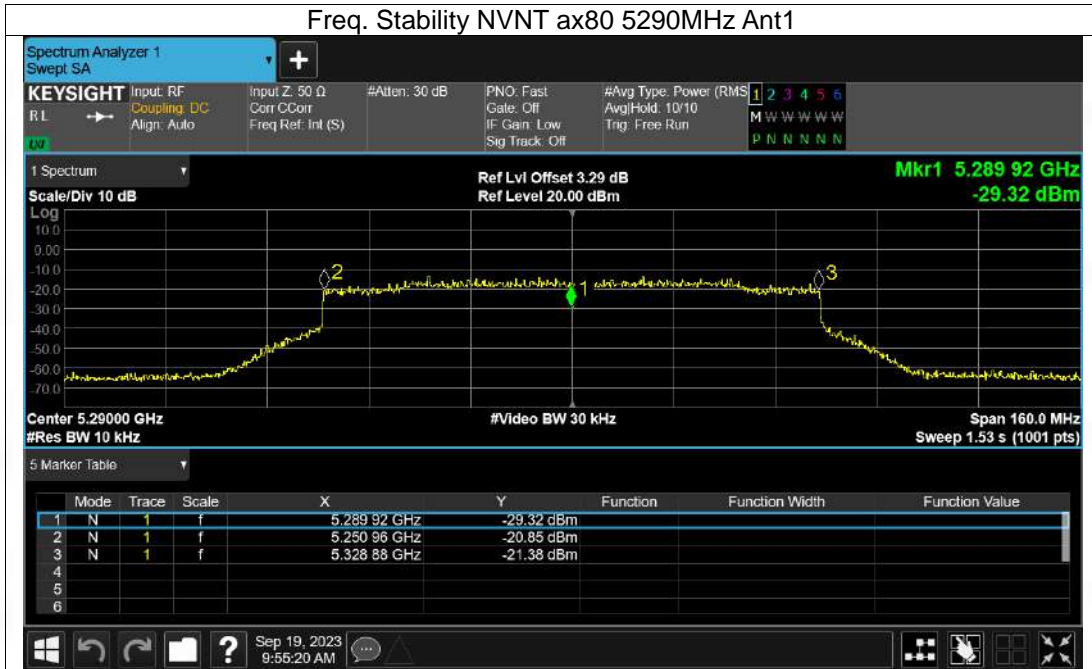 Freq. Stability NVNT ax80 5290MHz Ant1
Spectrum Analyzer 1
Swept SA
+
KEYSIGHT Input: RF Input Z: 50 Ω #Atten: 30 dB PNO: Fast #Avg Type: Power (RMS 1 2 3 4 5 6
RL Coupling: DC Corr CCorr Gate: Off Avg|Hold: 10/10 M W W W W W
Align: Auto Freq Ref: Int (S) IF Gain: Low Trig: Free Run
LXI Sig Track: Off P N N N N N
1 Spectrum Ref Lvl Offset 3.29 dB Mkr1 5.289 92 GHz
Scale/Div 10 dB Ref Level 20.00 dBm -29.32 dBm
Log
10.0
0.00
-10.0 2 3
-20.0 1
-30.0
-40.0
-50.0
-60.0
-70.0
Center 5.29000 GHz #Video BW 30 kHz Span 160.0 MHz
#Res BW 10 kHz Sweep 1.53 s (1001 pts)
5 Marker Table
Mode Trace Scale X Y Function Function Width Function Value
1 N 1 f 5.289 92 GHz -29.32 dBm
2 N 1 f 5.250 96 GHz -20.85 dBm
3 N 1 f 5.328 88 GHz -21.38 dBm
4
5
6
? Sep 19, 2023
9:55:20 AM